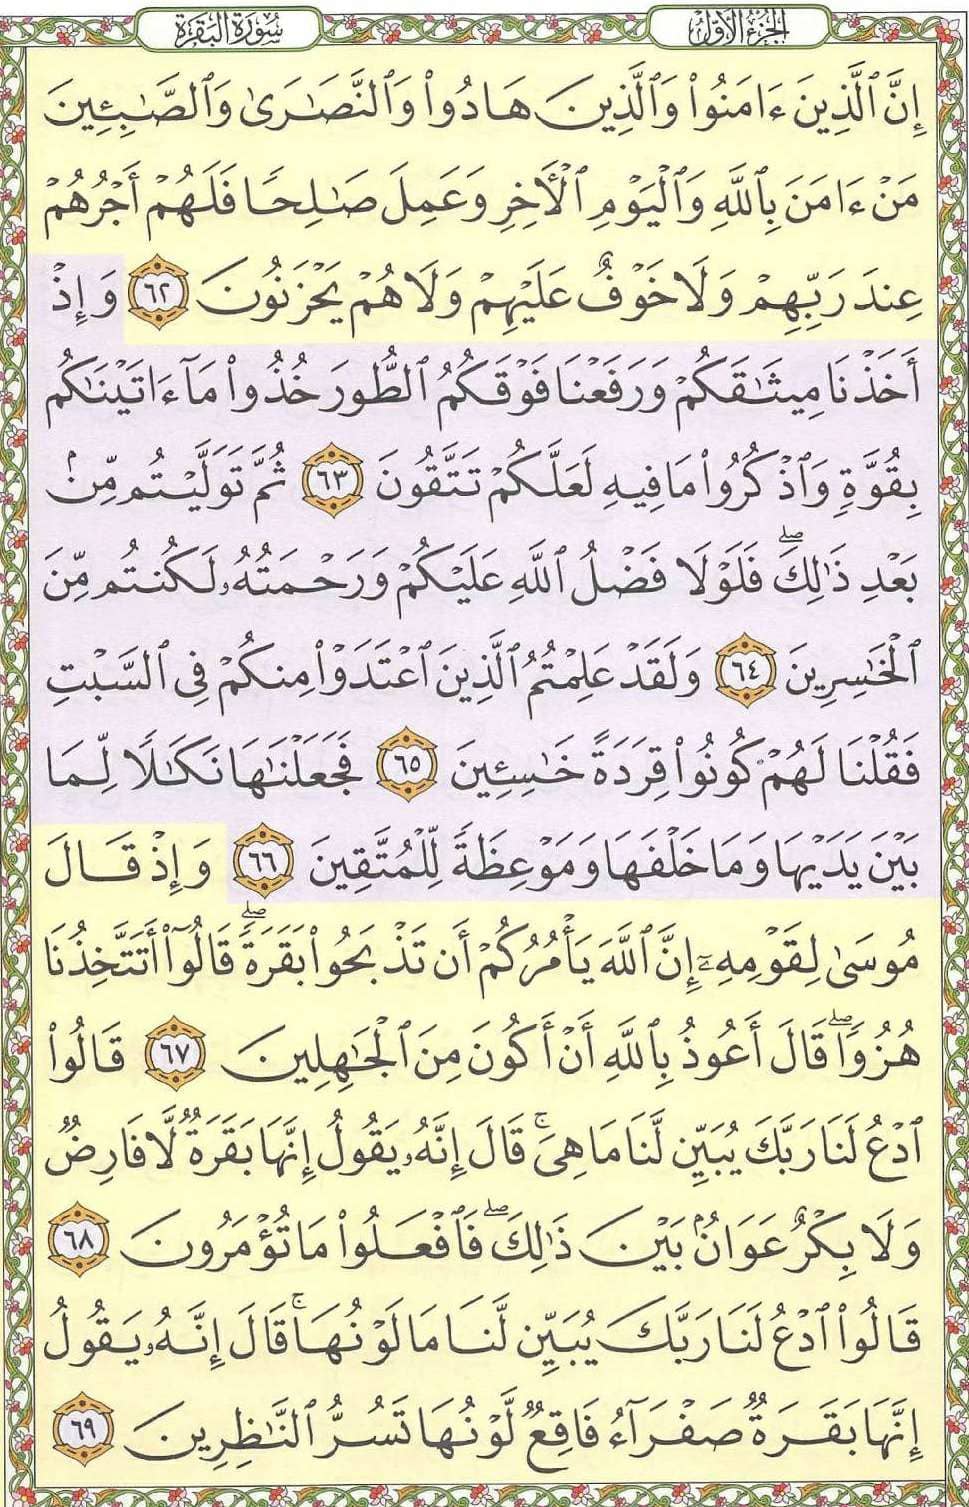 الجزء الأول
سورة البقرة
إِنَّ ٱلَّذِينَ ءَامَنُوا۟ وَٱلَّذِينَ هَادُوا۟ وَٱلنَّصَـٰرَىٰ وَٱلصَّـٰبِـِٔينَ
مَنْ ءَامَنَ بِٱللَّهِ وَٱلْيَوْمِ ٱلْـَٔاخِرِ وَعَمِلَ صَـٰلِحًا فَلَهُمْ أَجْرُهُمْ
عِندَ رَبِّهِمْ وَلَا خَوْفٌ عَلَيْهِمْ وَلَا هُمْ يَحْزَنُونَ ٦٢ وَإِذْ
أَخَذْنَا مِيثَـٰقَكُمْ وَرَفَعْنَا فَوْقَكُمُ ٱلطُّورَ خُذُوا۟ مَآ ءَاتَيْنَـٰكُم
بِقُوَّةٍ وَٱذْكُرُوا۟ مَا فِيهِ لَعَلَّكُمْ تَتَّقُونَ ٦٣ ثُمَّ تَوَلَّيْتُم مِّنۢ
بَعْدِ ذَٰلِكَ ۖ فَلَوْلَا فَضْلُ ٱللَّهِ عَلَيْكُمْ وَرَحْمَتُهُۥ لَكُنتُم مِّنَ
ٱلْخَـٰسِرِينَ ٦٤ وَلَقَدْ عَلِمْتُمُ ٱلَّذِينَ ٱعْتَدَوْا۟ مِنكُمْ فِى ٱلسَّبْتِ
فَقُلْنَا لَهُمْ كُونُوا۟ قِرَدَةً خَـٰسِـِٔينَ ٦٥ فَجَعَلْنَـٰهَا نَكَـٰلًا لِّمَا
بَيْنَ يَدَيْهَا وَمَا خَلْفَهَا وَمَوْعِظَةً لِّلْمُتَّقِينَ ٦٦ وَإِذْ قَالَ
مُوسَىٰ لِقَوْمِهِۦٓ إِنَّ ٱللَّهَ يَأْمُرُكُمْ أَن تَذْبَحُوا۟ بَقَرَةً ۖ قَالُوٓا۟ أَتَتَّخِذُنَا
هُزُوًا ۖ قَالَ أَعُوذُ بِٱللَّهِ أَنْ أَكُونَ مِنَ ٱلْجَـٰهِلِينَ ٦٧ قَالُوا۟
ٱدْعُ لَنَا رَبَّكَ يُبَيِّن لَّنَا مَا هِىَ ۚ قَالَ إِنَّهُۥ يَقُولُ إِنَّهَا بَقَرَةٌ لَّا فَارِضٌ
وَلَا بِكْرٌ عَوَانٌۢ بَيْنَ ذَٰلِكَ ۖ فَٱفْعَلُوا۟ مَا تُؤْمَرُونَ ٦٨
قَالُوا۟ ٱدْعُ لَنَا رَبَّكَ يُبَيِّن لَّنَا مَا لَوْنُهَا ۚ قَالَ إِنَّهُۥ يَقُولُ
إِنَّهَا بَقَرَةٌ صَفْرَآءُ فَاقِعٌ لَّوْنُهَا تَسُرُّ ٱلنَّـٰظِرِينَ ٦٩